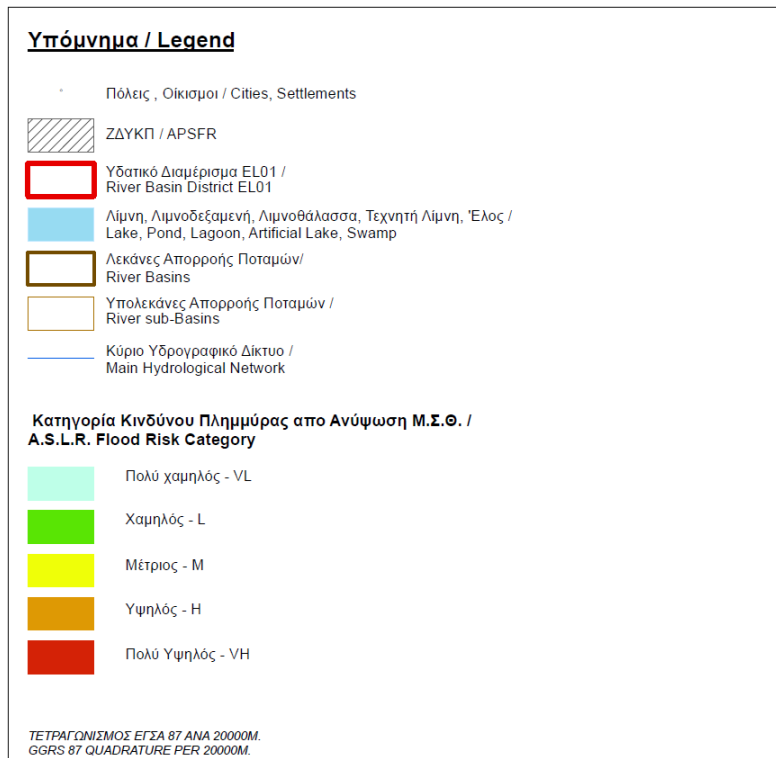 Υπόμνημα / Legend
Πόλεις , Οίκισμοι / Cities, Settlements
ΖΔΥΚΠ / APSFR
Υδατικό Διαμέρισμα EL01 /
River Basin District EL01
Λίμνη, Λιμνοδεξαμενή, Λιμνοθάλασσα, Τεχνητή Λίμνη, 'Ελος /
Lake, Pond, Lagoon, Artificial Lake, Swamp
Λεκάνες Απορροής Ποταμών/
River Basins
Υπολεκάνες Απορροής Ποταμών /
River sub-Basins
Κύριο Υδρογραφικό Δίκτυο /
Main Hydrological Network
Κατηγορία Κινδύνου Πλημμύρας απο Ανύψωση Μ.Σ.Θ. /
A.S.L.R. Flood Risk Category
Πολύ χαμηλός - VL
Χαμηλός - L
Μέτριος - M
Υψηλός - H
Πολύ Υψηλός - VH
ΤΕΤΡΑΓΩΝΙΣΜΟΣ ΕΓΣΑ 87 ΑΝΑ 20000Μ.
GGRS 87 QUADRATURE PER 20000M.